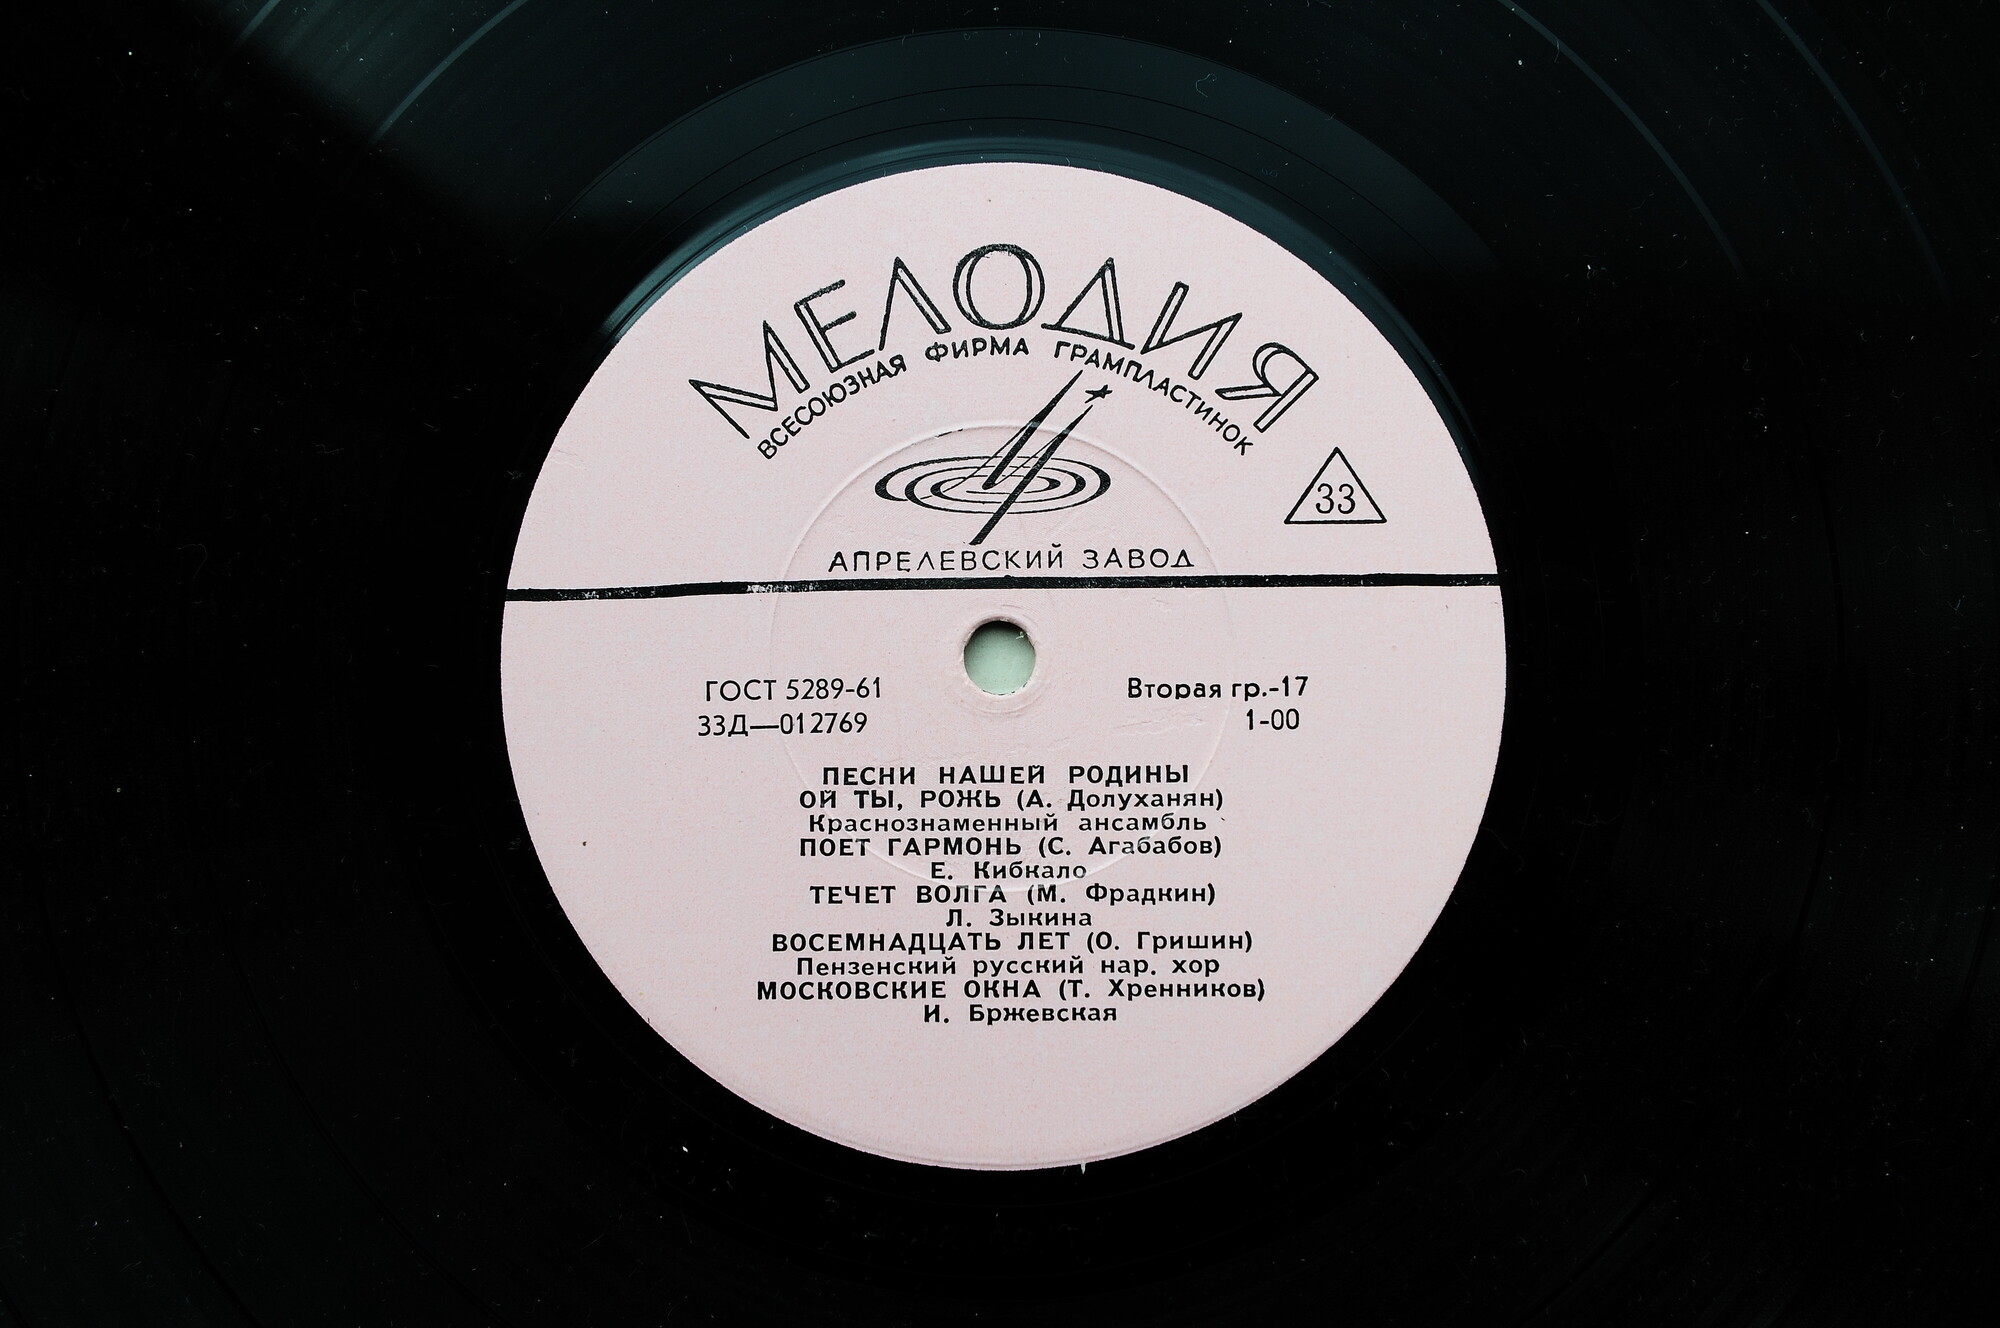 МЕЛОДИЯ
ВСЕСОЮЗНАЯ ФИРМА ГРАМПЛАСТИНОК
33
АПРЕЛЕВСКИЙ ЗАВОД
ГОСТ 5289-61
Вторая гр.-17
33Д—012769
1-00
ПЕСНИ НАШЕЙ РОДИНЫ
ОЙ ТЫ, РОЖЬ (А. Долуханян)
Краснознаменный ансамбль
ПОЕТ ГАРМОНЬ (С. Агабабов)
Е. Кибкало
ТЕЧЕТ ВОЛГА (М. Фрадкин)
Л. Зыкина
ВОСЕМНАДЦАТЬ ЛЕТ (О. Гришин)
Пензенский русский нар. хор
МОСКОВСКИЕ ОКНА (Т. Хренников)
И. Бржевская